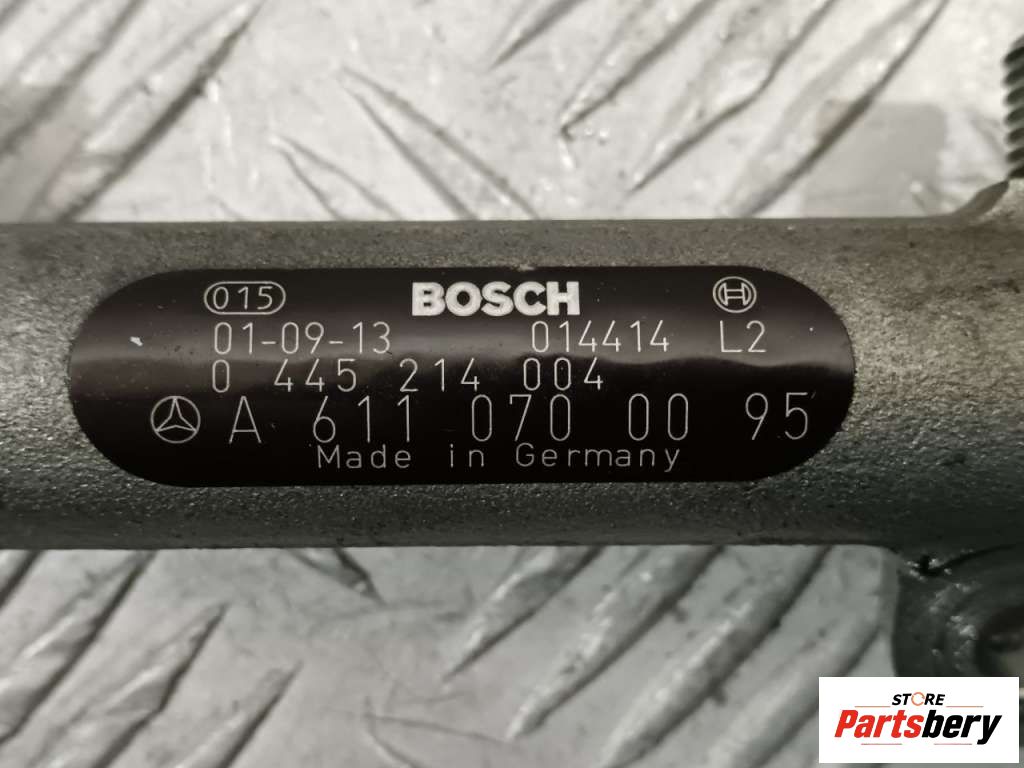 015 BOSCH
01-09-13 014414 L2
0 445 214 004
A 611 070 00 95
Made in Germany
STORE
Partsbery